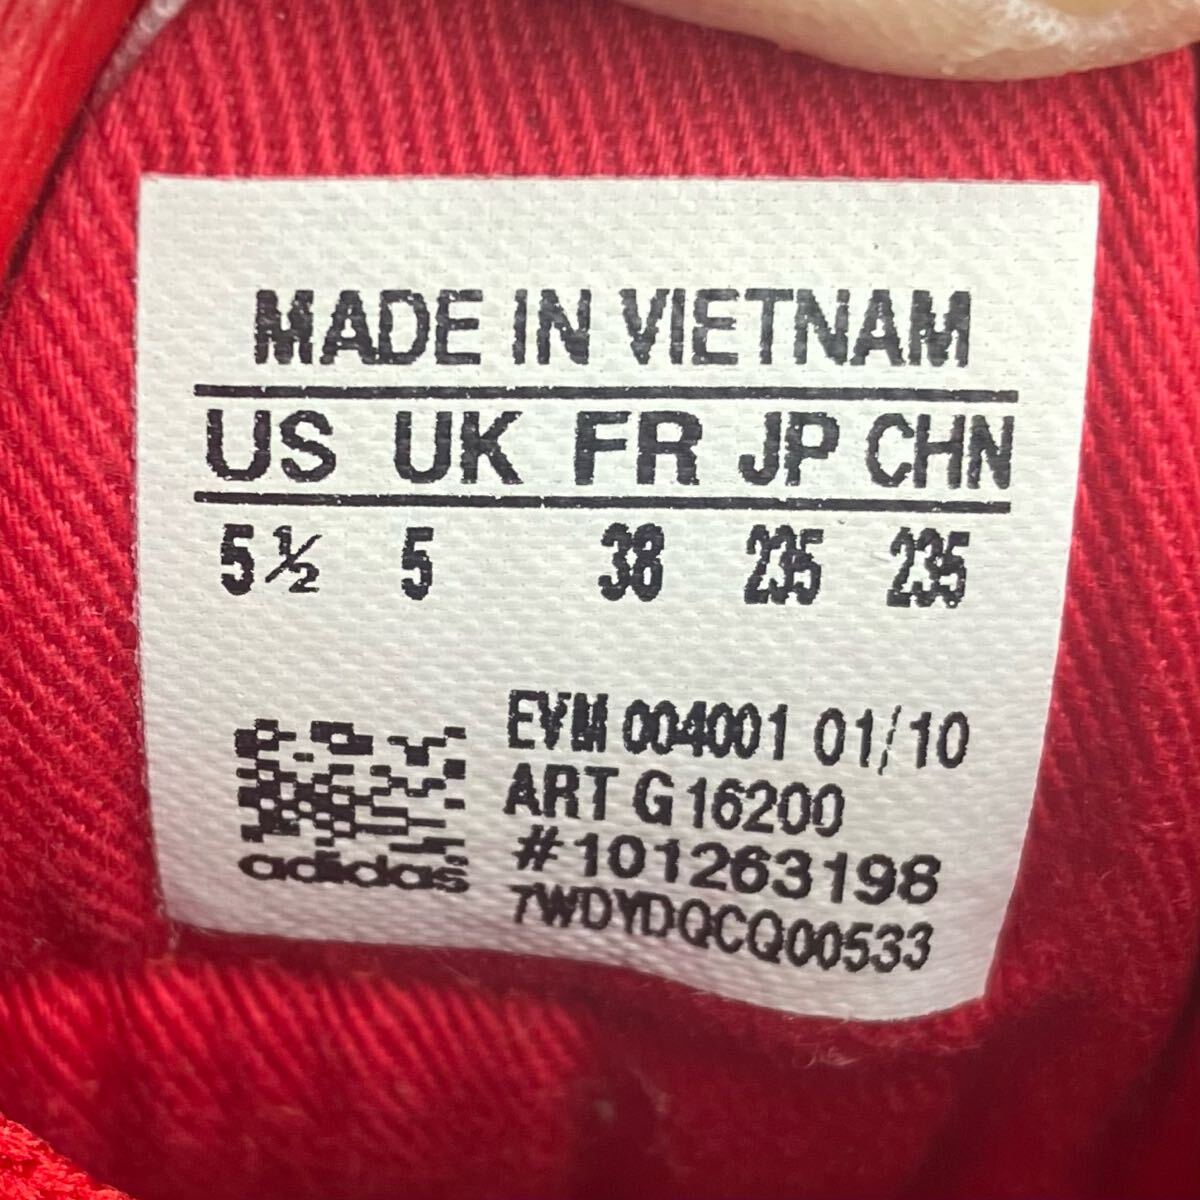 MADE IN VIETNAM
US UK FR JP CHN
5½ 5 38 235 235
EVM 004001 01/10
ART G16200
#101263198
7WDYDQCQ00533
adidas